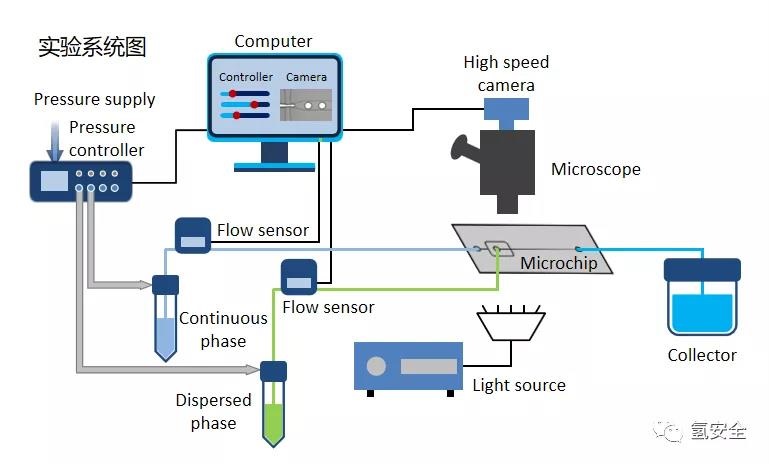 实验系统图
Computer
Controller Camera
High speed
camera
Pressure supply
Pressure
controller
Microscope
Flow sensor
Microchip
Flow sensor
Continuous
phase
Collector
Light source
Dispersed
phase
氢安全